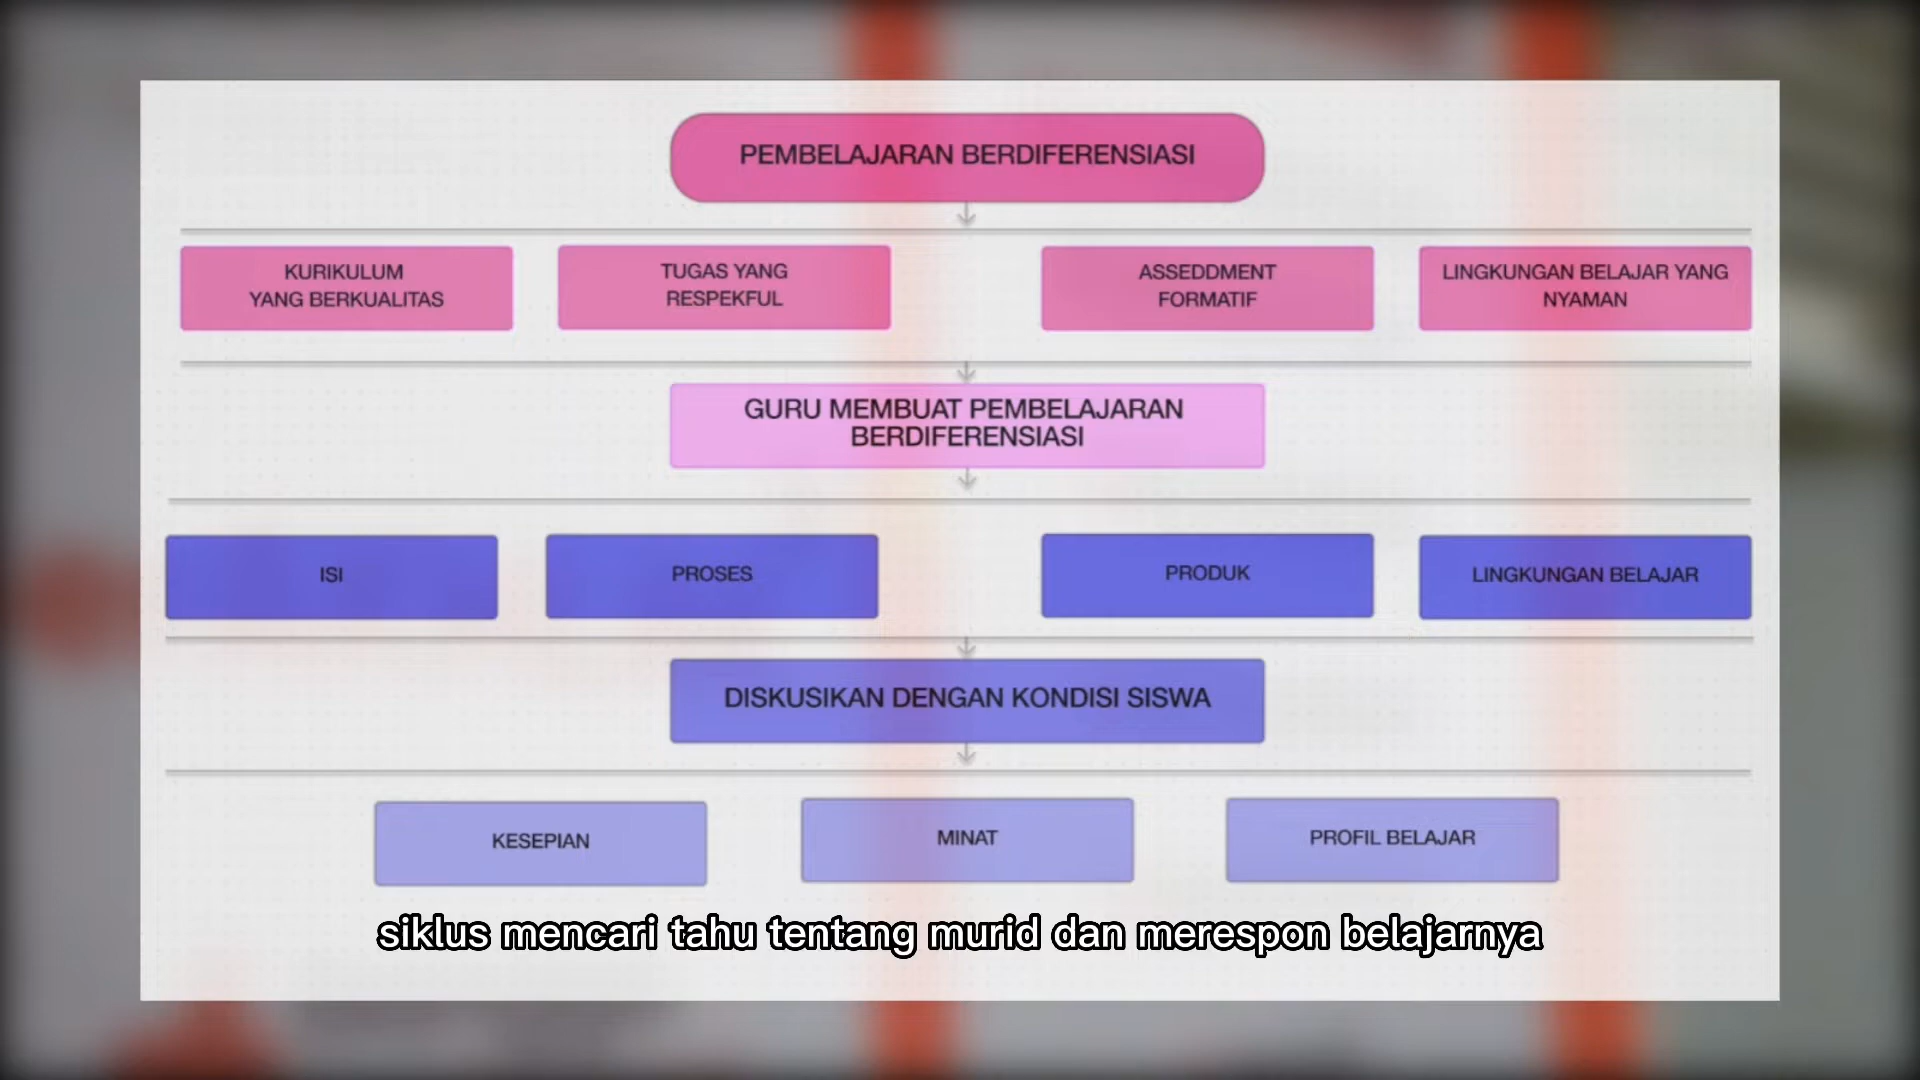 PEMBELAJARAN BERDIFERENSIASI
KURIKULUM
YANG BERKUALITAS
TUGAS YANG
RESPEKFUL
ASSEDDMENT
FORMATIF
LINGKUNGAN BELAJAR YANG
NYAMAN
GURU MEMBUAT PEMBELAJARAN
BERDIFERENSIASI
ISI
PROSES
PRODUK
LINGKUNGAN BELAJAR
DISKUSIKAN DENGAN KONDISI SISWA
KESEPIAN
MINAT
PROFIL BELAJAR
siklus mencari tahu tentang murid dan merespon belajarnya